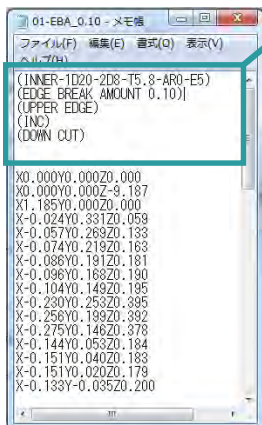 01-EBA_0.10 - メモ帳
ファイル(F) 編集(E) 書式(O) 表示(V)
ヘルプ(H)
(INNER-1D20-2D8-T5.8-AR0-E5)
(EDGE BREAK AMOUNT 0.10)
(UPPER EDGE)
(INC)
(DOWN CUT)
X0.000Y0.000Z0.000
X0.000Y0.000Z-9.187
X1.185Y0.000Z0.000
X-0.024Y0.331Z0.059
X-0.057Y0.269Z0.133
X-0.074Y0.219Z0.163
X-0.086Y0.191Z0.181
X-0.096Y0.168Z0.190
X-0.104Y0.149Z0.195
X-0.230Y0.253Z0.395
X-0.256Y0.199Z0.392
X-0.275Y0.146Z0.378
X-0.144Y0.053Z0.184
X-0.151Y0.040Z0.183
X-0.151Y0.020Z0.179
X-0.133Y-0.035Z0.200